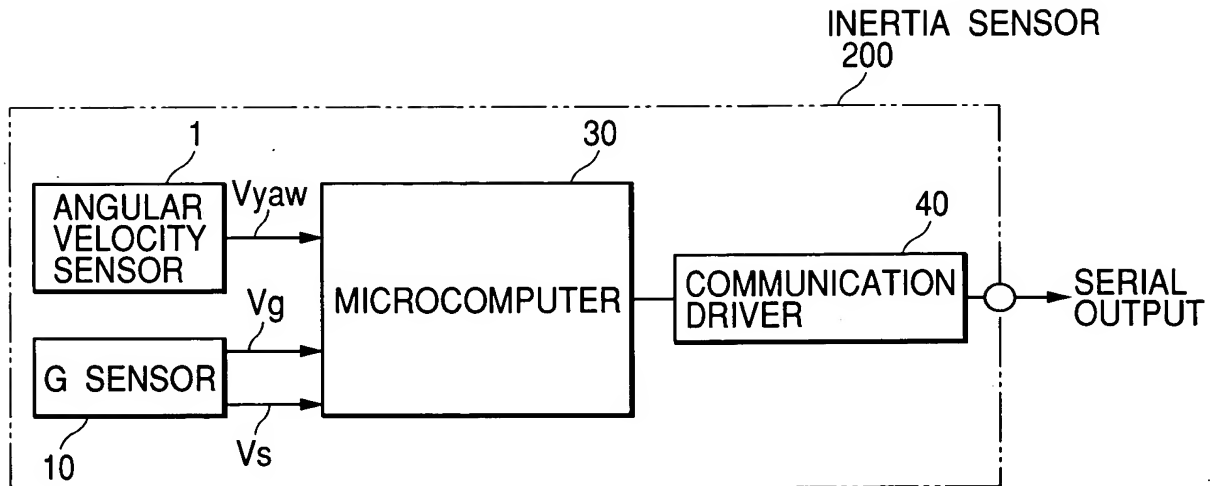 INERTIA SENSOR
200
1
30
Vyaw
ANGULAR
VELOCITY
SENSOR
40
MICROCOMPUTER
COMMUNICATION
DRIVER
SERIAL
OUTPUT
Vg
G SENSOR
10
Vs